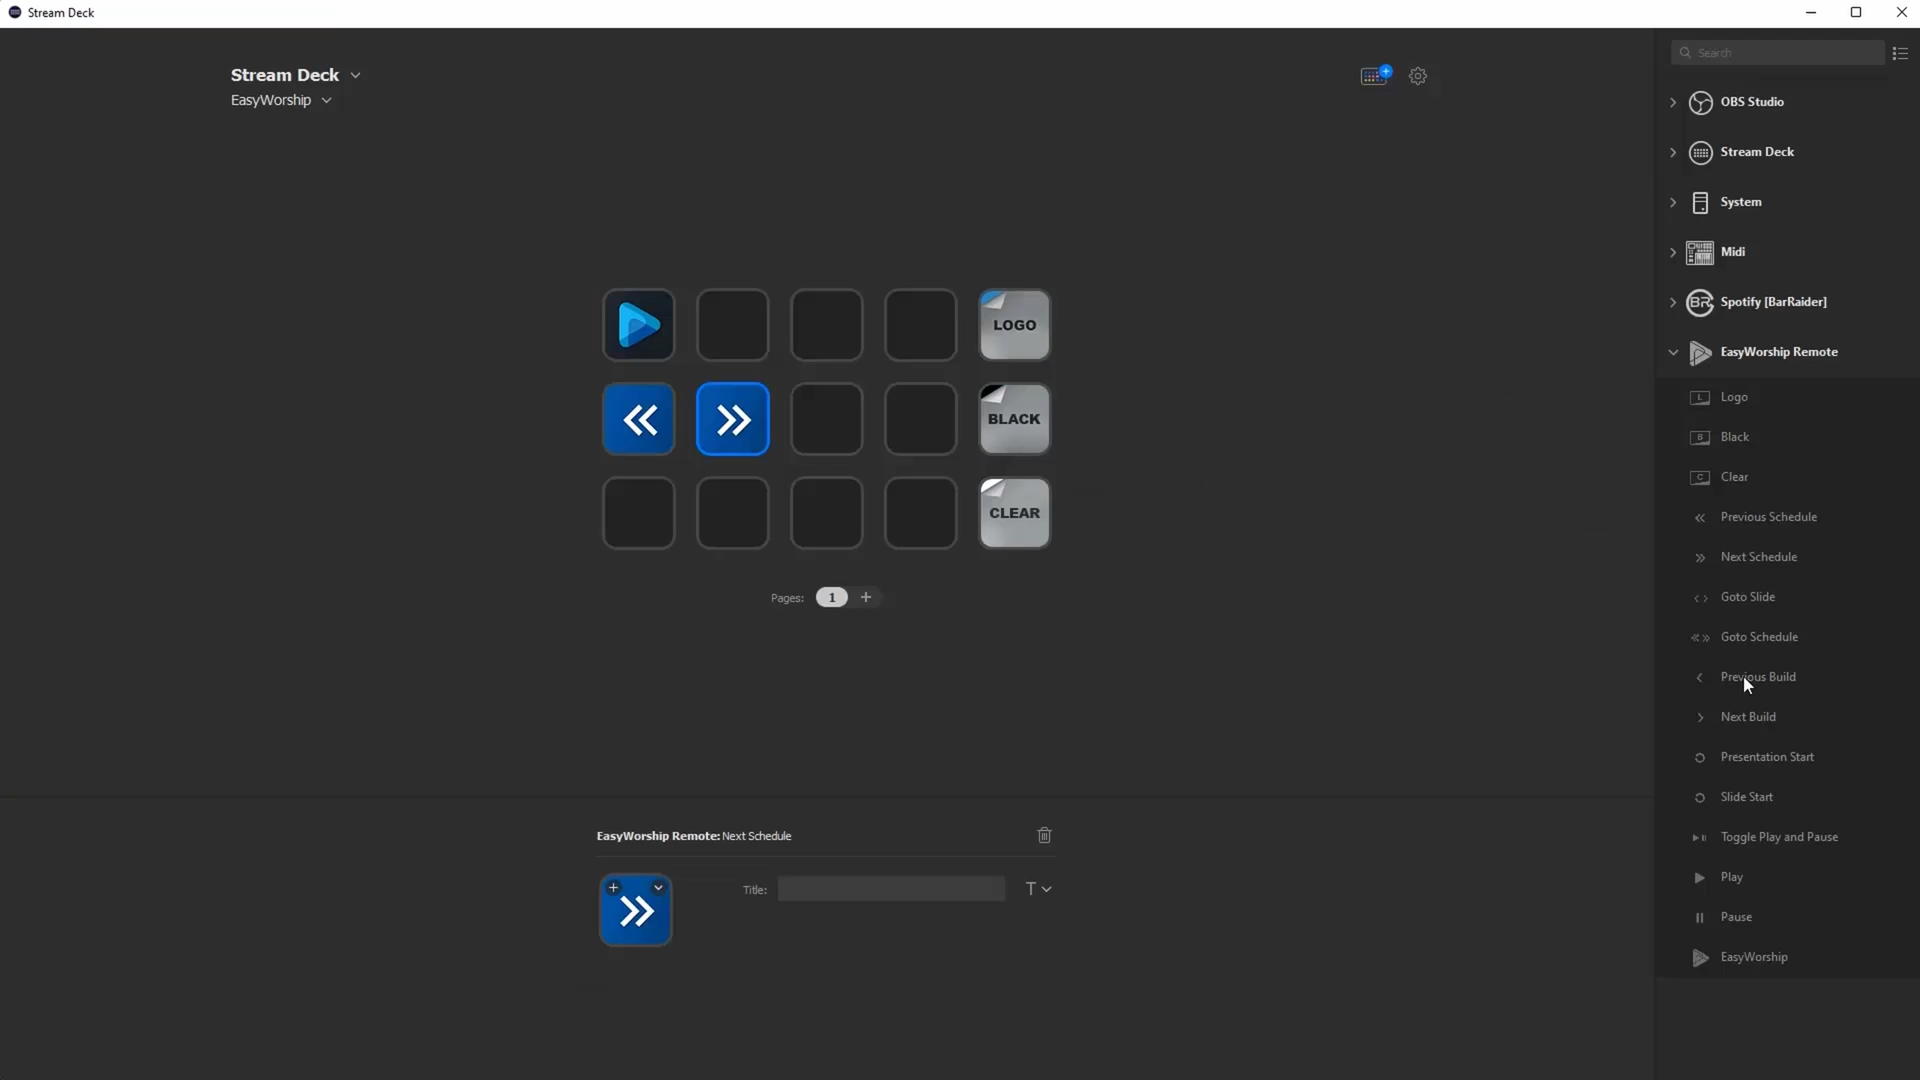 Stream Deck
Search
Stream Deck
EasyWorship
OBS Studio
Stream Deck
System
Midi
BR Spotify [BarRaider]
EasyWorship Remote
L Logo
B Black
C Clear
Previous Schedule
Next Schedule
Goto Slide
Goto Schedule
Previous Build
Next Build
Presentation Start
Slide Start
Toggle Play and Pause
Play
Pause
EasyWorship
LOGO
BLACK
CLEAR
Pages: 1 +
EasyWorship Remote: Next Schedule
Title: T